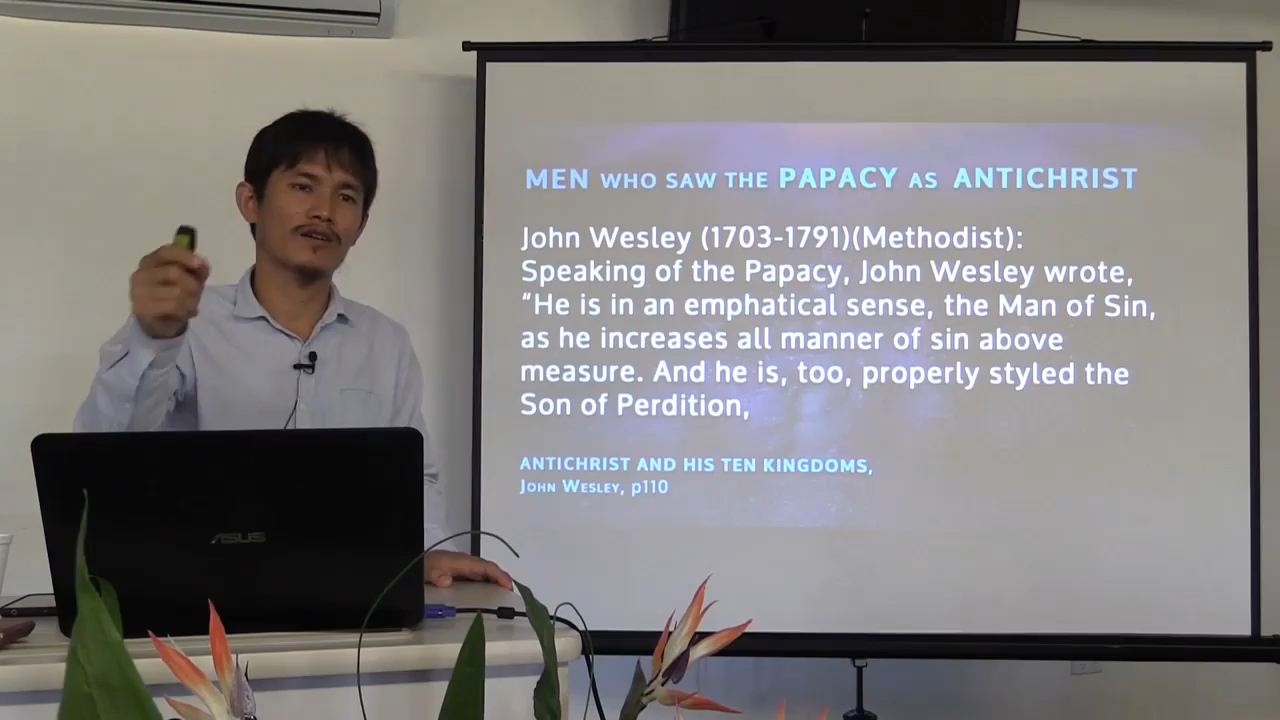 MEN WHO SAW THE PAPACY AS ANTICHRIST
John Wesley (1703-1791)(Methodist):
Speaking of the Papacy, John Wesley wrote,
“He is in an emphatical sense, the Man of Sin,
as he increases all manner of sin above
measure. And he is, too, properly styled the
Son of Perdition,
ANTICHRIST AND HIS TEN KINGDOMS,
JOHN WESLEY, p110
ASUS